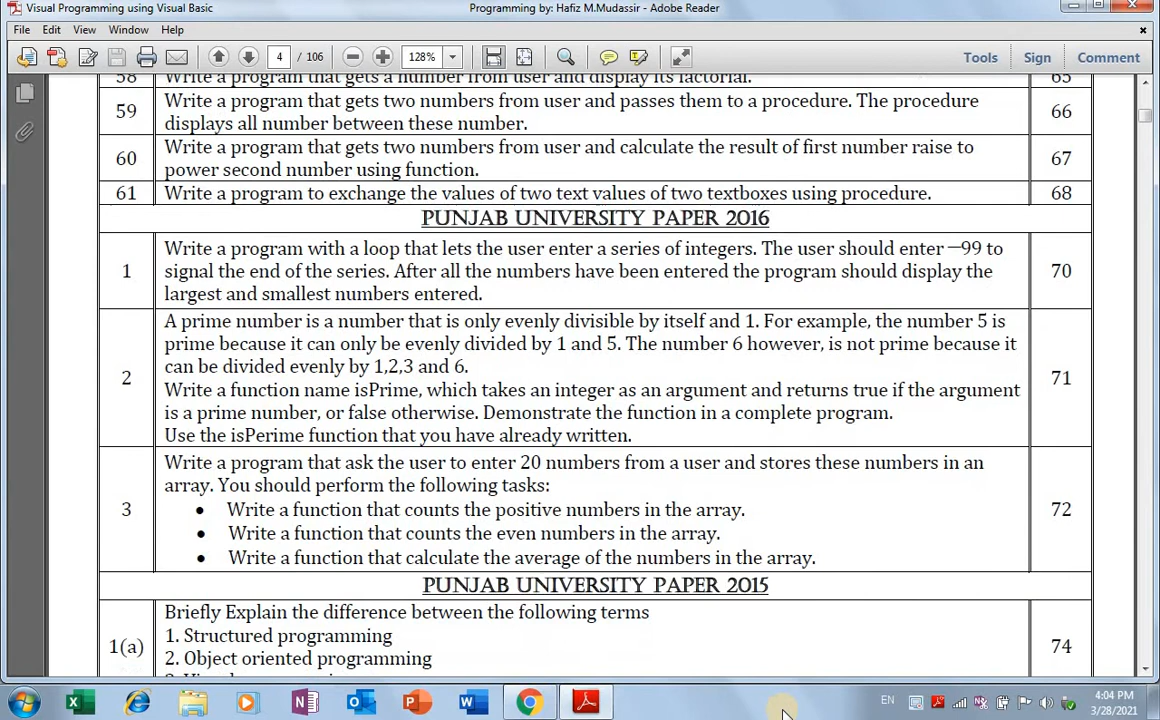 Visual Programming using Visual Basic
Programming by: Hafiz M.Mudassir - Adobe Reader
File Edit View Window Help
4 / 106 128% Tools Sign Comment
58 Write a program that gets a number from user and display its factorial. 65
59 Write a program that gets two numbers from user and passes them to a procedure. The procedure 66
displays all number between these number.
60 Write a program that gets two numbers from user and calculate the result of first number raise to 67
power second number using function.
61 Write a program to exchange the values of two text values of two textboxes using procedure. 68
PUNJAB UNIVERSITY PAPER 2016
Write a program with a loop that lets the user enter a series of integers. The user should enter —99 to
1 signal the end of the series. After all the numbers have been entered the program should display the 70
largest and smallest numbers entered.
A prime number is a number that is only evenly divisible by itself and 1. For example, the number 5 is
prime because it can only be evenly divided by 1 and 5. The number 6 however, is not prime because it
can be divided evenly by 1,2,3 and 6.
2 71
Write a function name isPrime, which takes an integer as an argument and returns true if the argument
is a prime number, or false otherwise. Demonstrate the function in a complete program.
Use the isPerime function that you have already written.
Write a program that ask the user to enter 20 numbers from a user and stores these numbers in an
array. You should perform the following tasks:
3 • Write a function that counts the positive numbers in the array. 72
• Write a function that counts the even numbers in the array.
• Write a function that calculate the average of the numbers in the array.
PUNJAB UNIVERSITY PAPER 2015
Briefly Explain the difference between the following terms
1. Structured programming
1(a) 74
2. Object oriented programming
EN 4:04 PM
3/28/2021